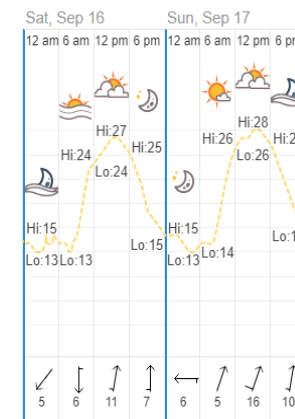 Sat, Sep 16 Sun, Sep 17
12 am 6 am 12 pm 6 pm 12 am 6 am 12 pm
Hi:27 Hi:28
Hi:24 Hi:25 Hi:26
Lo:24 Lo:26
Hi:15 Hi:15
Lo:13 Lo:13 Lo:15 Lo:13 Lo:14
5 6 11 7 6 5 16 10